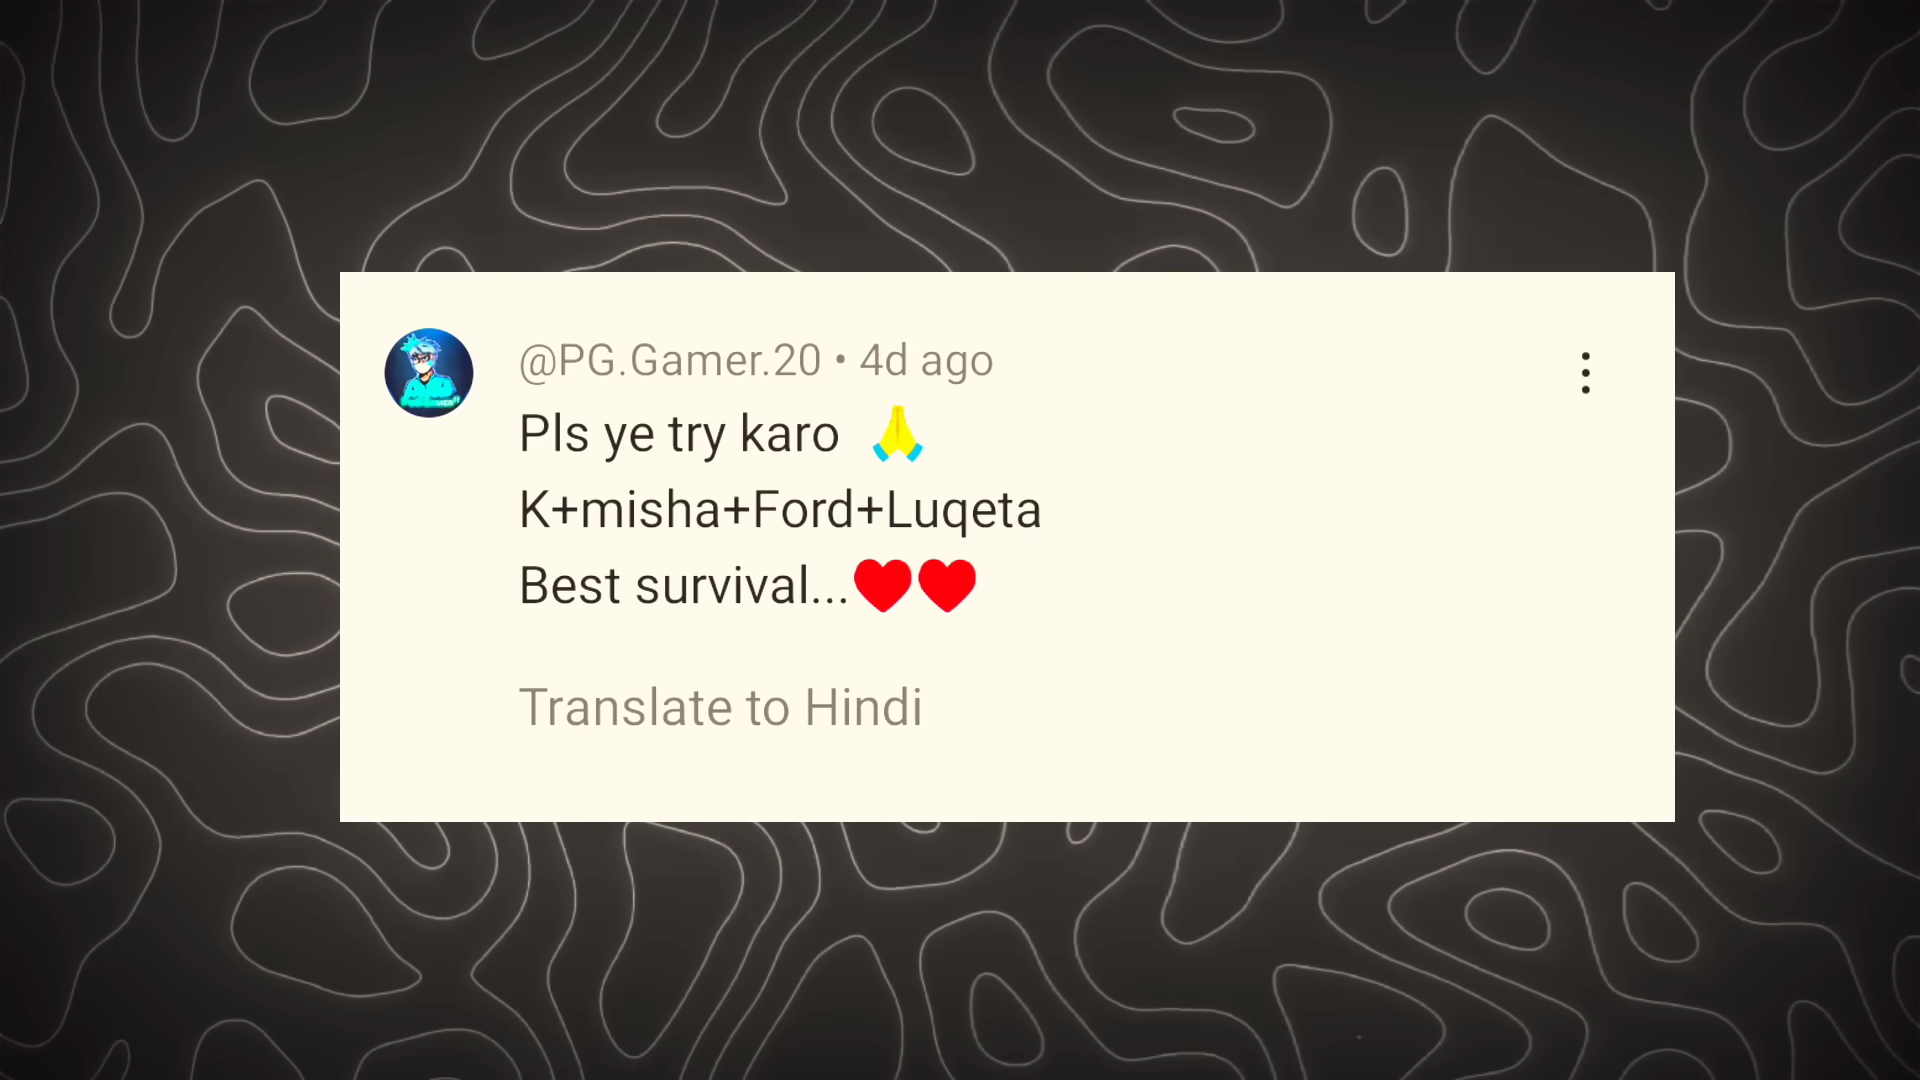 @PG.Gamer.20 • 4d ago
Pls ye try karo 🙏
K+misha+Ford+Luqeta
Best survival...❤️❤️
Translate to Hindi